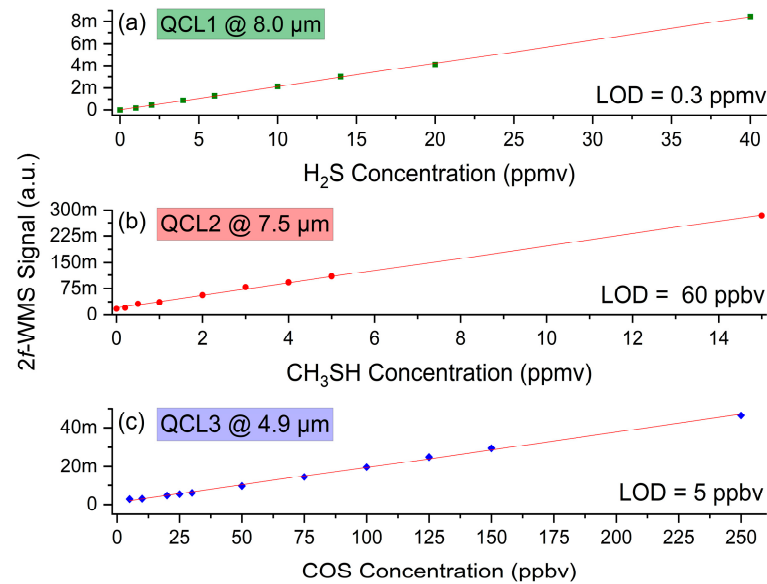 2f-WMS Signal (a.u.)
(a) QCL1 @ 8.0 µm
8m
6m
4m
2m
0
LOD = 0.3 ppmv
0 5 10 15 20 25 30 35 40
H₂S Concentration (ppmv)
(b) QCL2 @ 7.5 µm
300m
225m
150m
75m
0
LOD = 60 ppbv
0 2 4 6 8 10 12 14
CH₃SH Concentration (ppmv)
(c) QCL3 @ 4.9 µm
40m
20m
0
LOD = 5 ppbv
0 25 50 75 100 125 150 175 200 225 250
COS Concentration (ppbv)